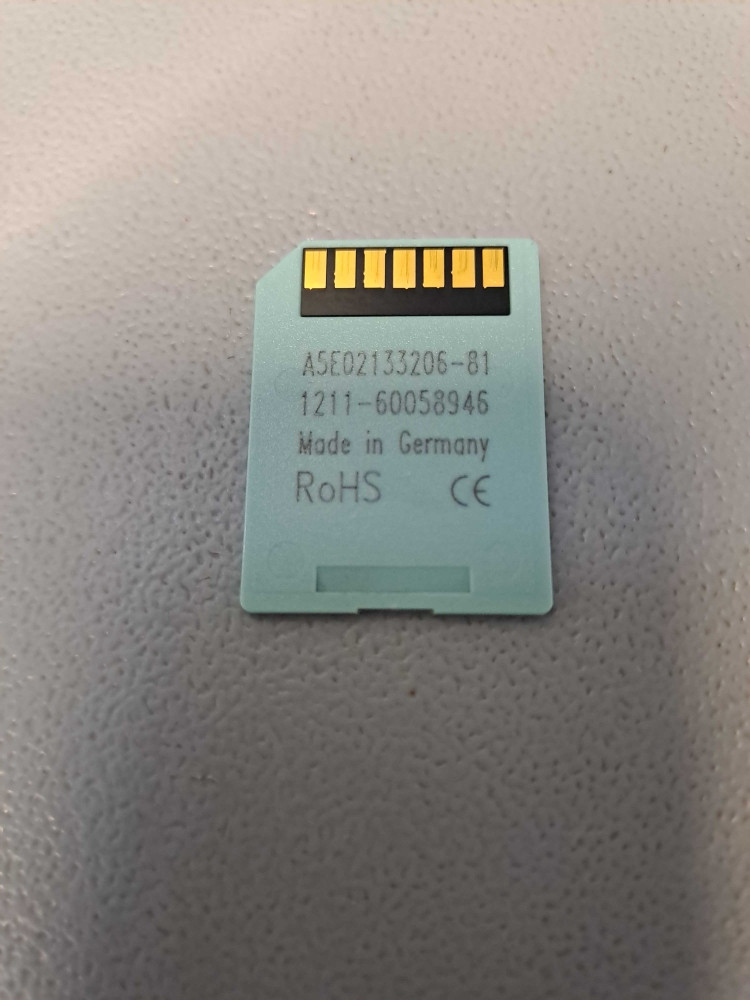 A5E02133206-81
1211-60058946
Made in Germany
RoHS CE